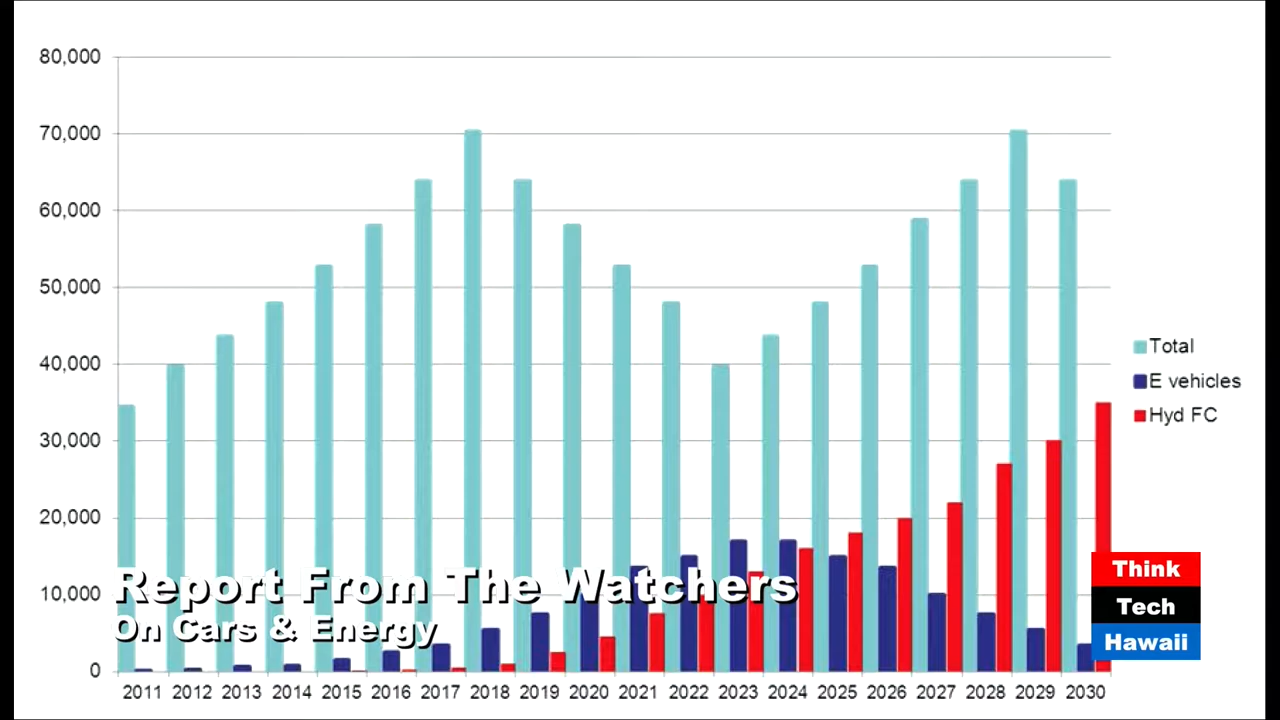 80,000
70,000
60,000
50,000
40,000
30,000
20,000
10,000
0
2011 2012 2013 2014 2015 2016 2017 2018 2019 2020 2021 2022 2023 2024 2025 2026 2027 2028 2029 2030
Total
E vehicles
Hyd FC
Report From The Watchers
On Cars & Energy
Think
Tech
Hawaii